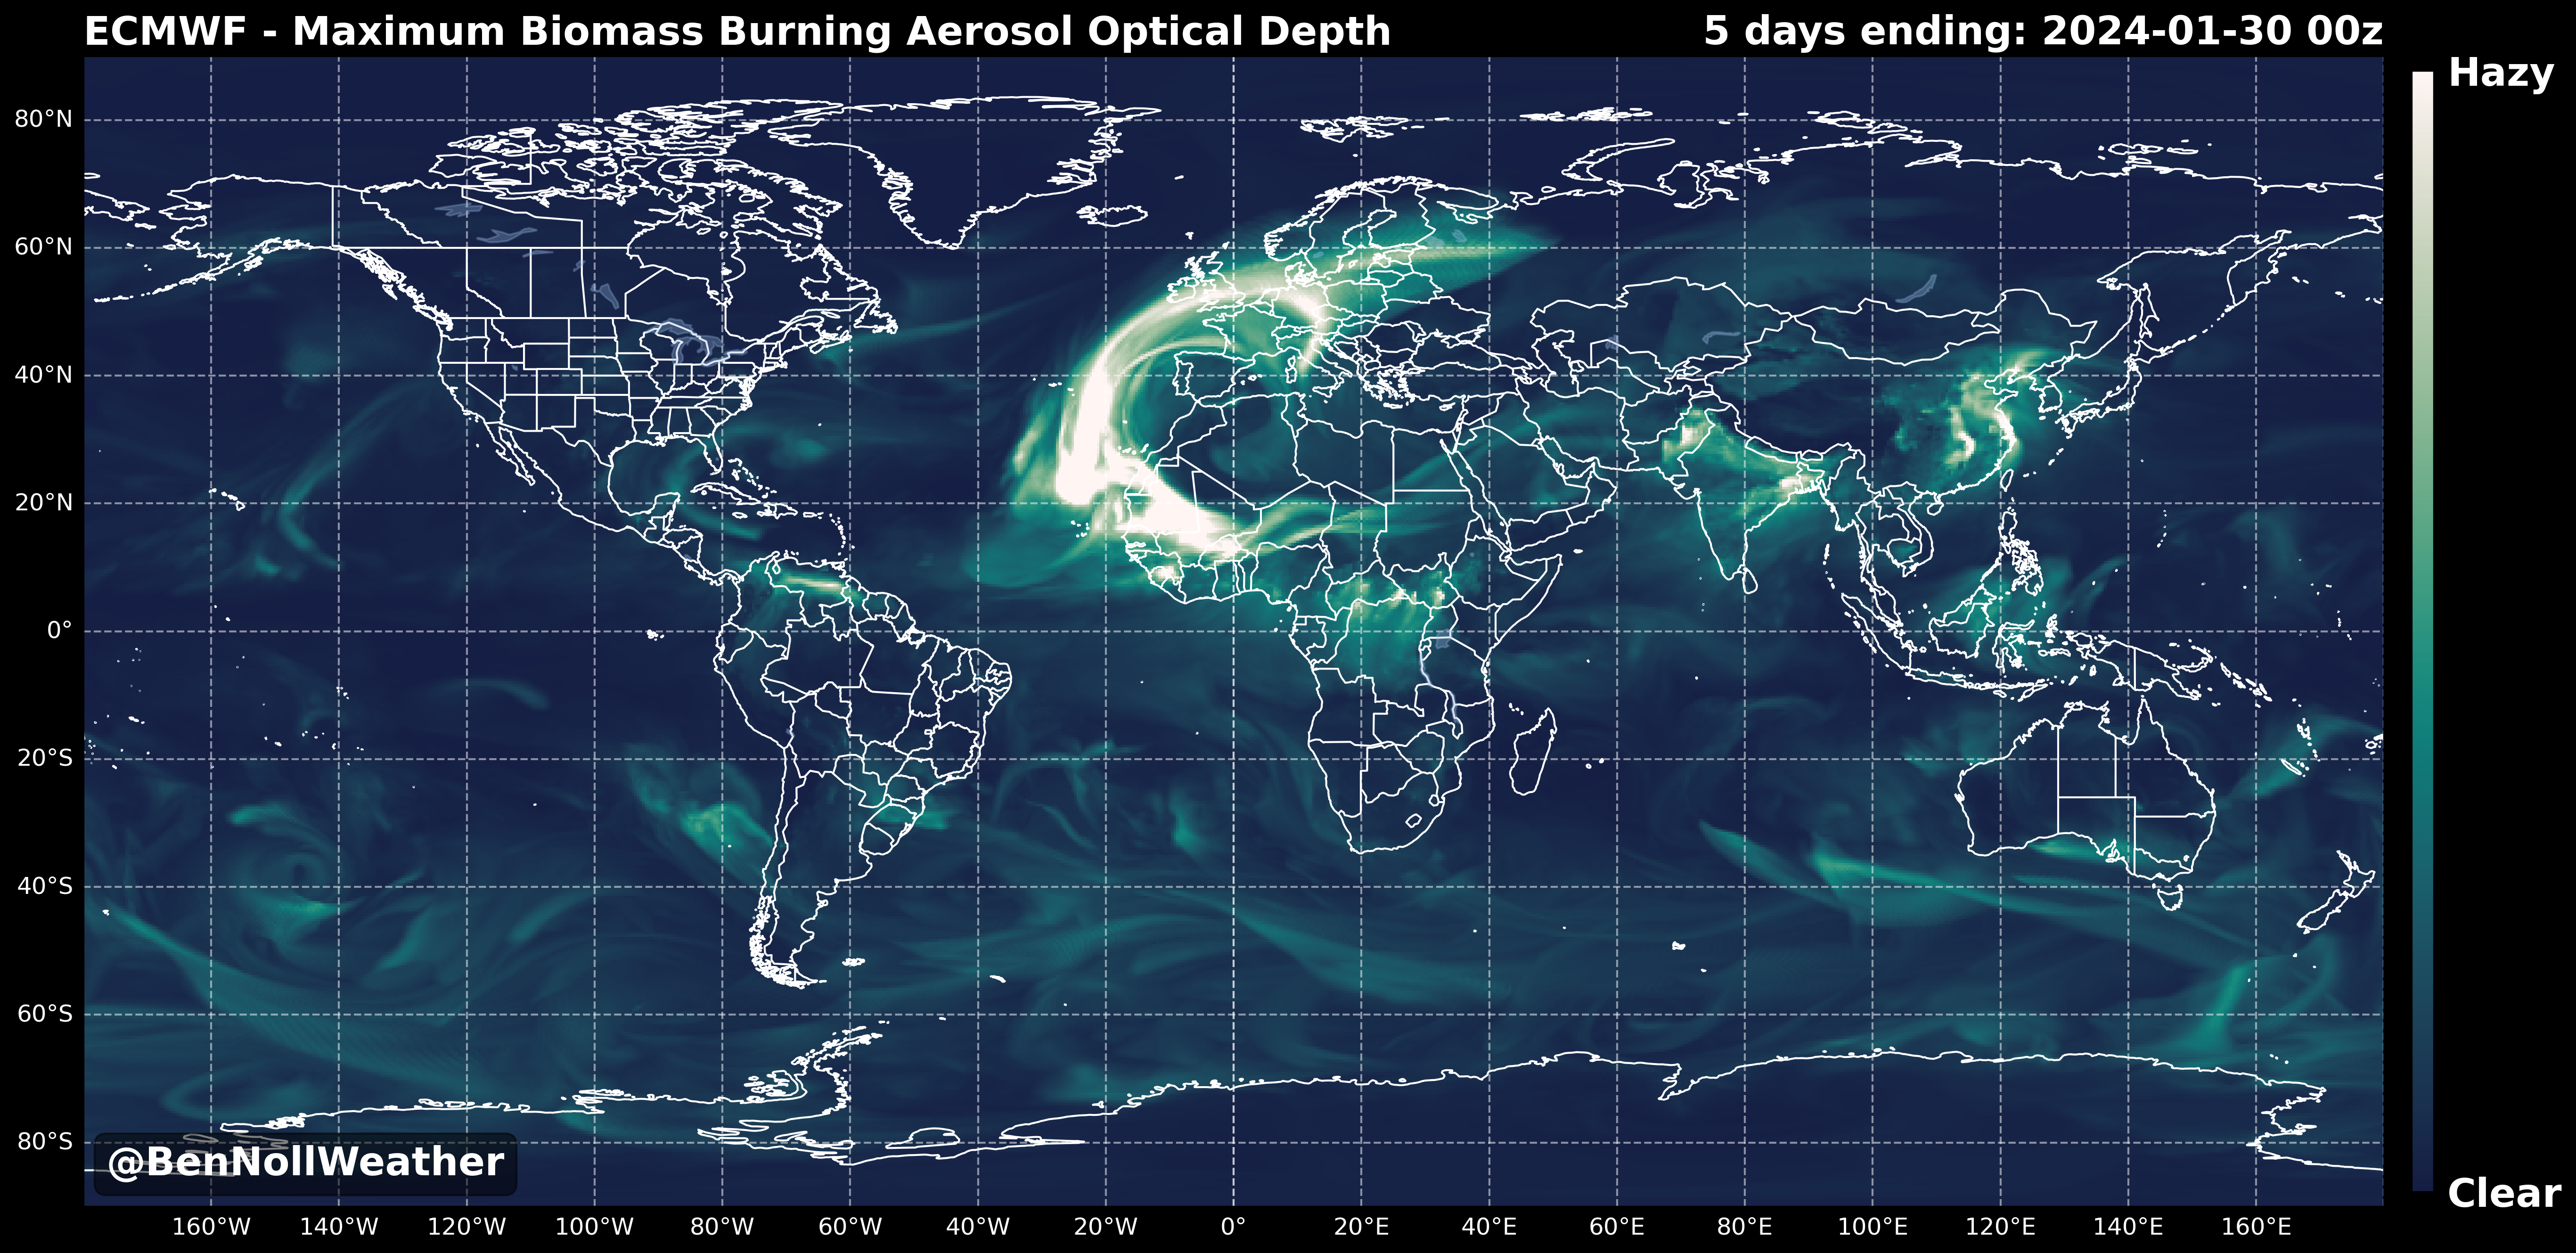 ECMWF - Maximum Biomass Burning Aerosol Optical Depth
5 days ending: 2024-01-30 00z
Hazy
80°N
60°N
40°N
20°N
0°
20°S
40°S
60°S
80°S
@BenNollWeather
Clear
160°W 140°W 120°W 100°W 80°W 60°W 40°W 20°W 0° 20°E 40°E 60°E 80°E 100°E 120°E 140°E 160°E